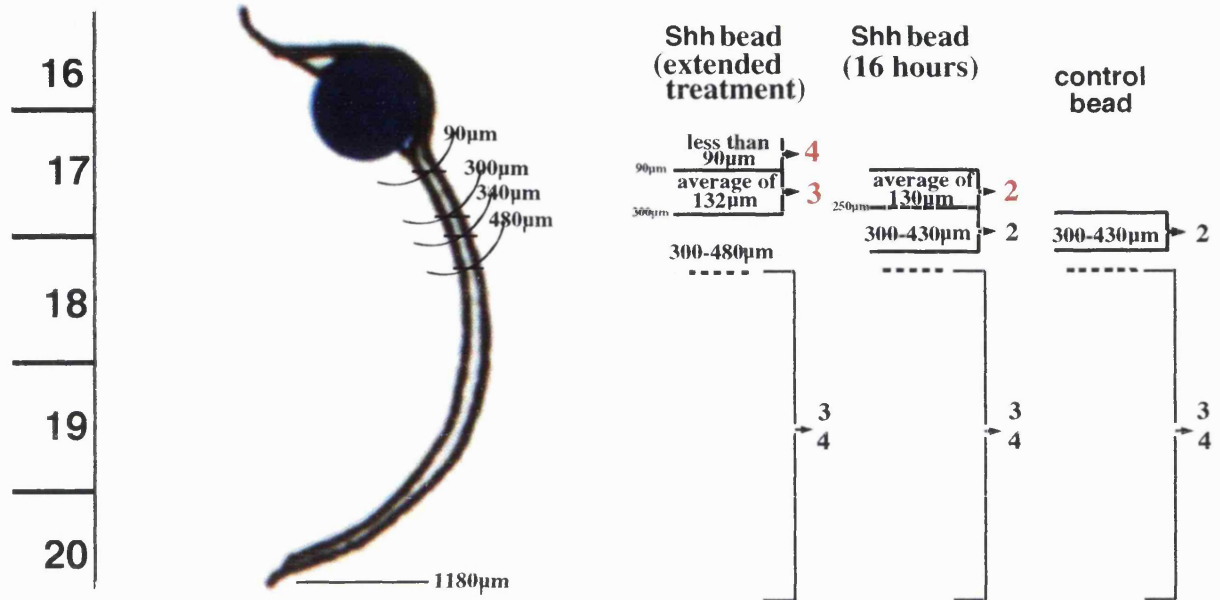 16
17
18
19
20
90µm
300µm
340µm
480µm
1180µm
Shh bead
(extended
treatment)
less than
90µm
4
90µm
average of
132µm
3
300µm
300-480µm
3
4
Shh bead
(16 hours)
average of
130µm
2
250µm
300-430µm
2
3
4
control
bead
300-430µm
2
3
4